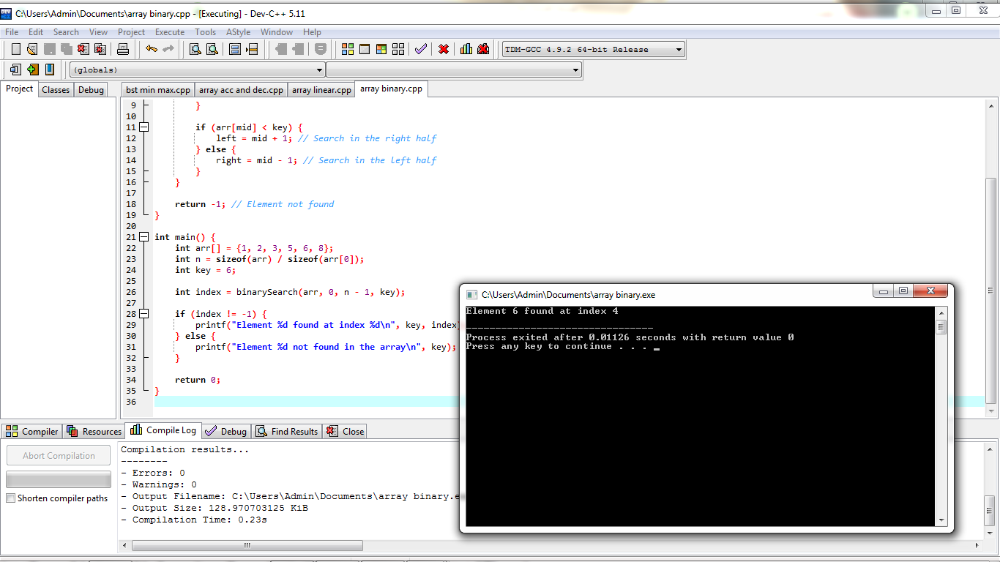 C:\Users\Admin\Documents\array binary.cpp - [Executing] - Dev-C++ 5.11
File Edit Search View Project Execute Tools AStyle Window Help
TDM-GCC 4.9.2 64-bit Release
(globals)
Project Classes Debug
bst min max.cpp array acc and dec.cpp array linear.cpp array binary.cpp
9 }
10
11 if (arr[mid] < key) {
12 left = mid + 1; // Search in the right half
13 } else {
14 right = mid - 1; // Search in the left half
15 }
16 }
17
18 return -1; // Element not found
19 }
20
21 int main() {
22 int arr[] = {1, 2, 3, 5, 6, 8};
23 int n = sizeof(arr) / sizeof(arr[0]);
24 int key = 6;
25
26 int index = binarySearch(arr, 0, n - 1, key);
27
28 if (index != -1) {
29 printf("Element %d found at index %d\n", key, index)
30 } else {
31 printf("Element %d not found in the array\n", key);
32 }
33
34 return 0;
35 }
36
C:\Users\Admin\Documents\array binary.exe
Element 6 found at index 4
--------------------------------
Process exited after 0.01126 seconds with return value 0
Press any key to continue . . .
Compiler Resources Compile Log Debug Find Results Close
Abort Compilation
Shorten compiler paths
Compilation results...
--------
- Errors: 0
- Warnings: 0
- Output Filename: C:\Users\Admin\Documents\array binary.e
- Output Size: 128.970703125 KiB
- Compilation Time: 0.23s